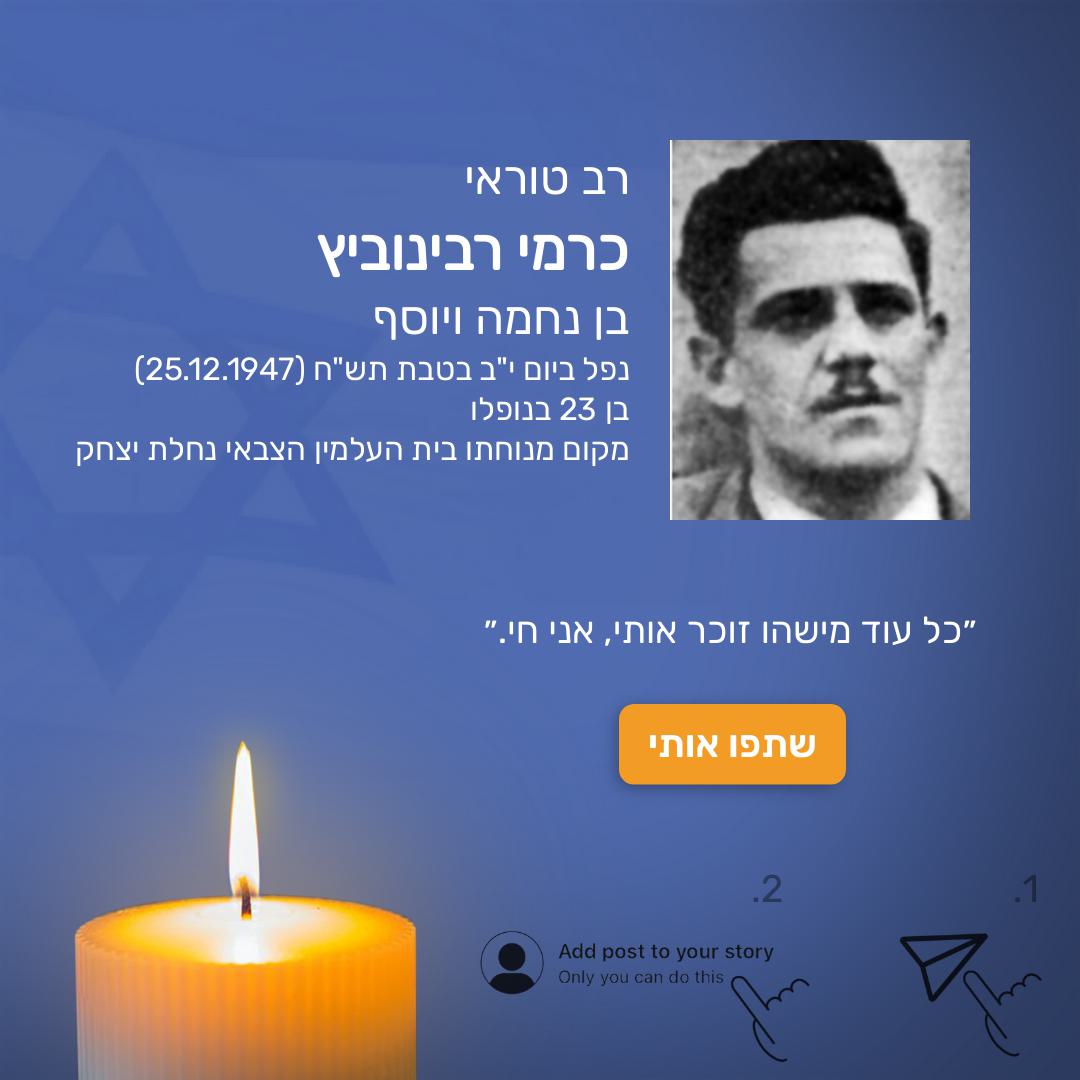 רב טוראי
כרמי רבינוביץ
בן נחמה ויוסף
נפל ביום י"ב בטבת תש"ח (25.12.1947)
בן 23 בנופלו
מקום מנוחתו בית העלמין הצבאי נחלת יצחק
״כל עוד מישהו זוכר אותי, אני חי.״
שתפו אותי
1.
2.
Add post to your story
Only you can do this